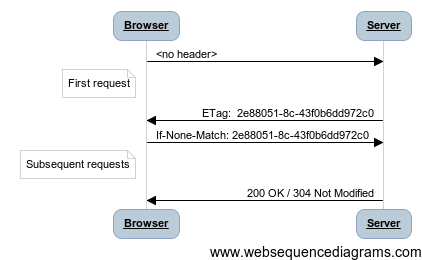 Browser
Server
<no header>
First request
ETag: 2e88051-8c-43f0b6dd972c0
If-None-Match: 2e88051-8c-43f0b6dd972c0
Subsequent requests
200 OK / 304 Not Modified
Browser
Server
www.websequencediagrams.com